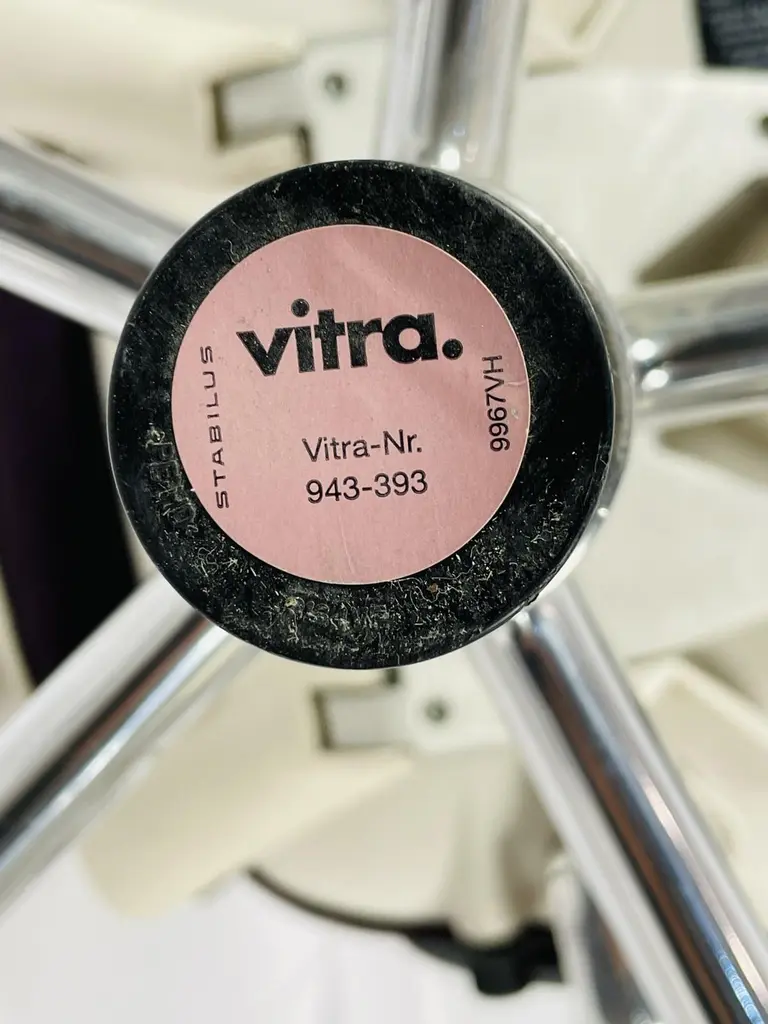 vitra.
STABILUS
9967VH
Vitra-Nr.
943-393